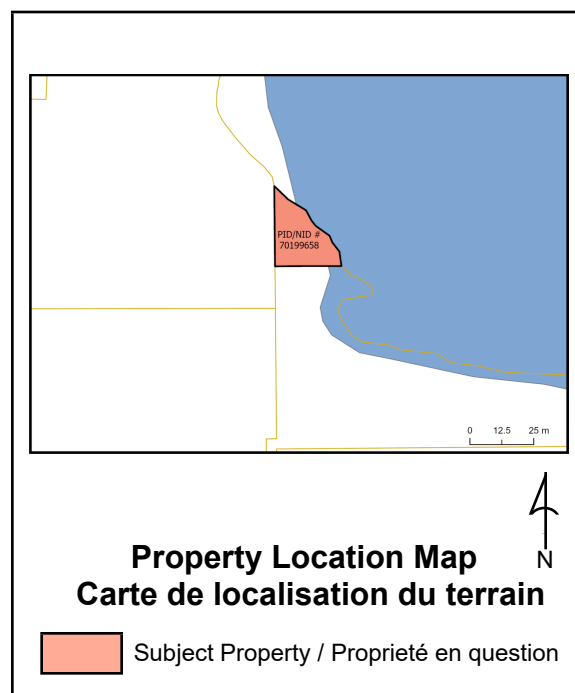 PID/NID #
70199658
0 12.5 25 m
N
Property Location Map
Carte de localisation du terrain
Subject Property / Proprieté en question